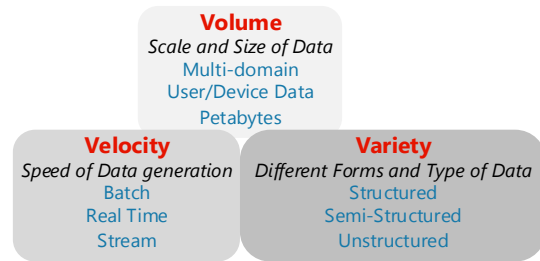 Volume
Scale and Size of Data
Multi-domain
User/Device Data
Petabytes
Velocity
Speed of Data generation
Batch
Real Time
Stream
Variety
Different Forms and Type of Data
Structured
Semi-Structured
Unstructured